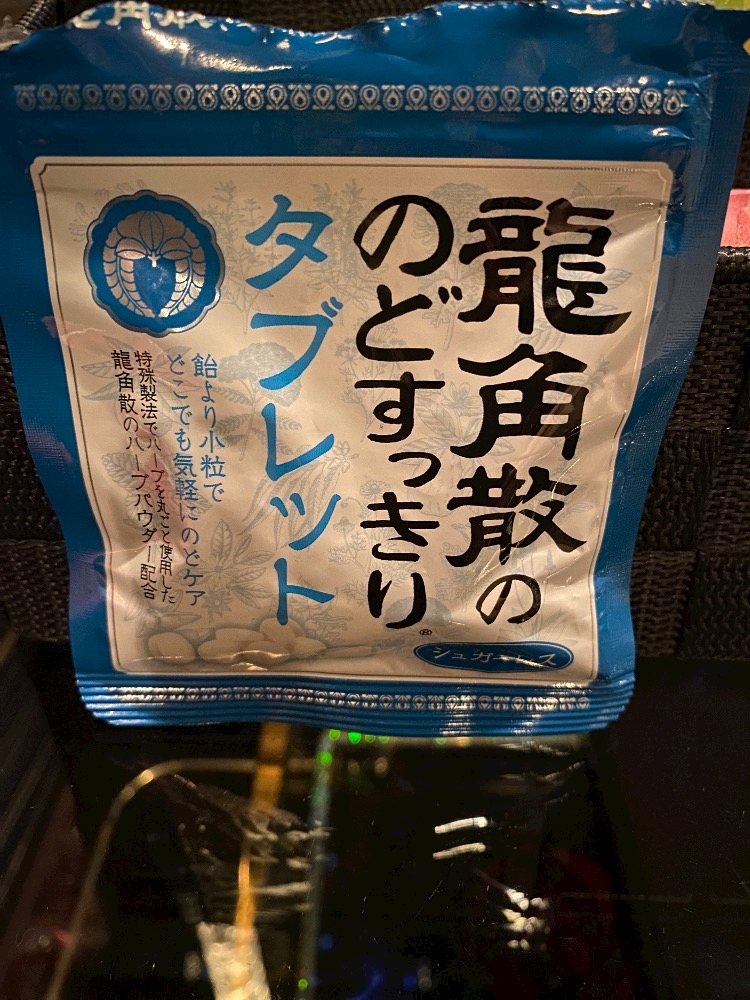 龍角散の
のどすっきり®
タブレット
飴より小粒で
どこでも気軽にのどケア
特殊製法でハーブを丸ごと使用した
龍角散のハーブパウダー配合
シュガーレス